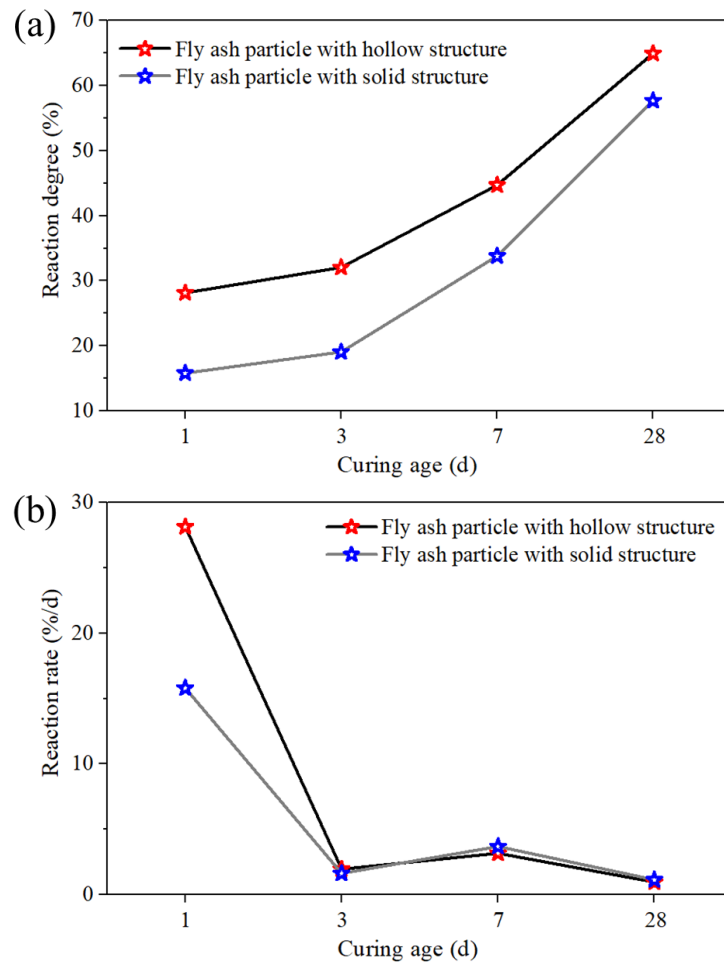 (a)
70
60
50
40
30
20
10
Reaction degree (%)
Fly ash particle with hollow structure
Fly ash particle with solid structure
1 3 7 28
Curing age (d)
(b)
30
20
10
0
Reaction rate (%/d)
Fly ash particle with hollow structure
Fly ash particle with solid structure
1 3 7 28
Curing age (d)